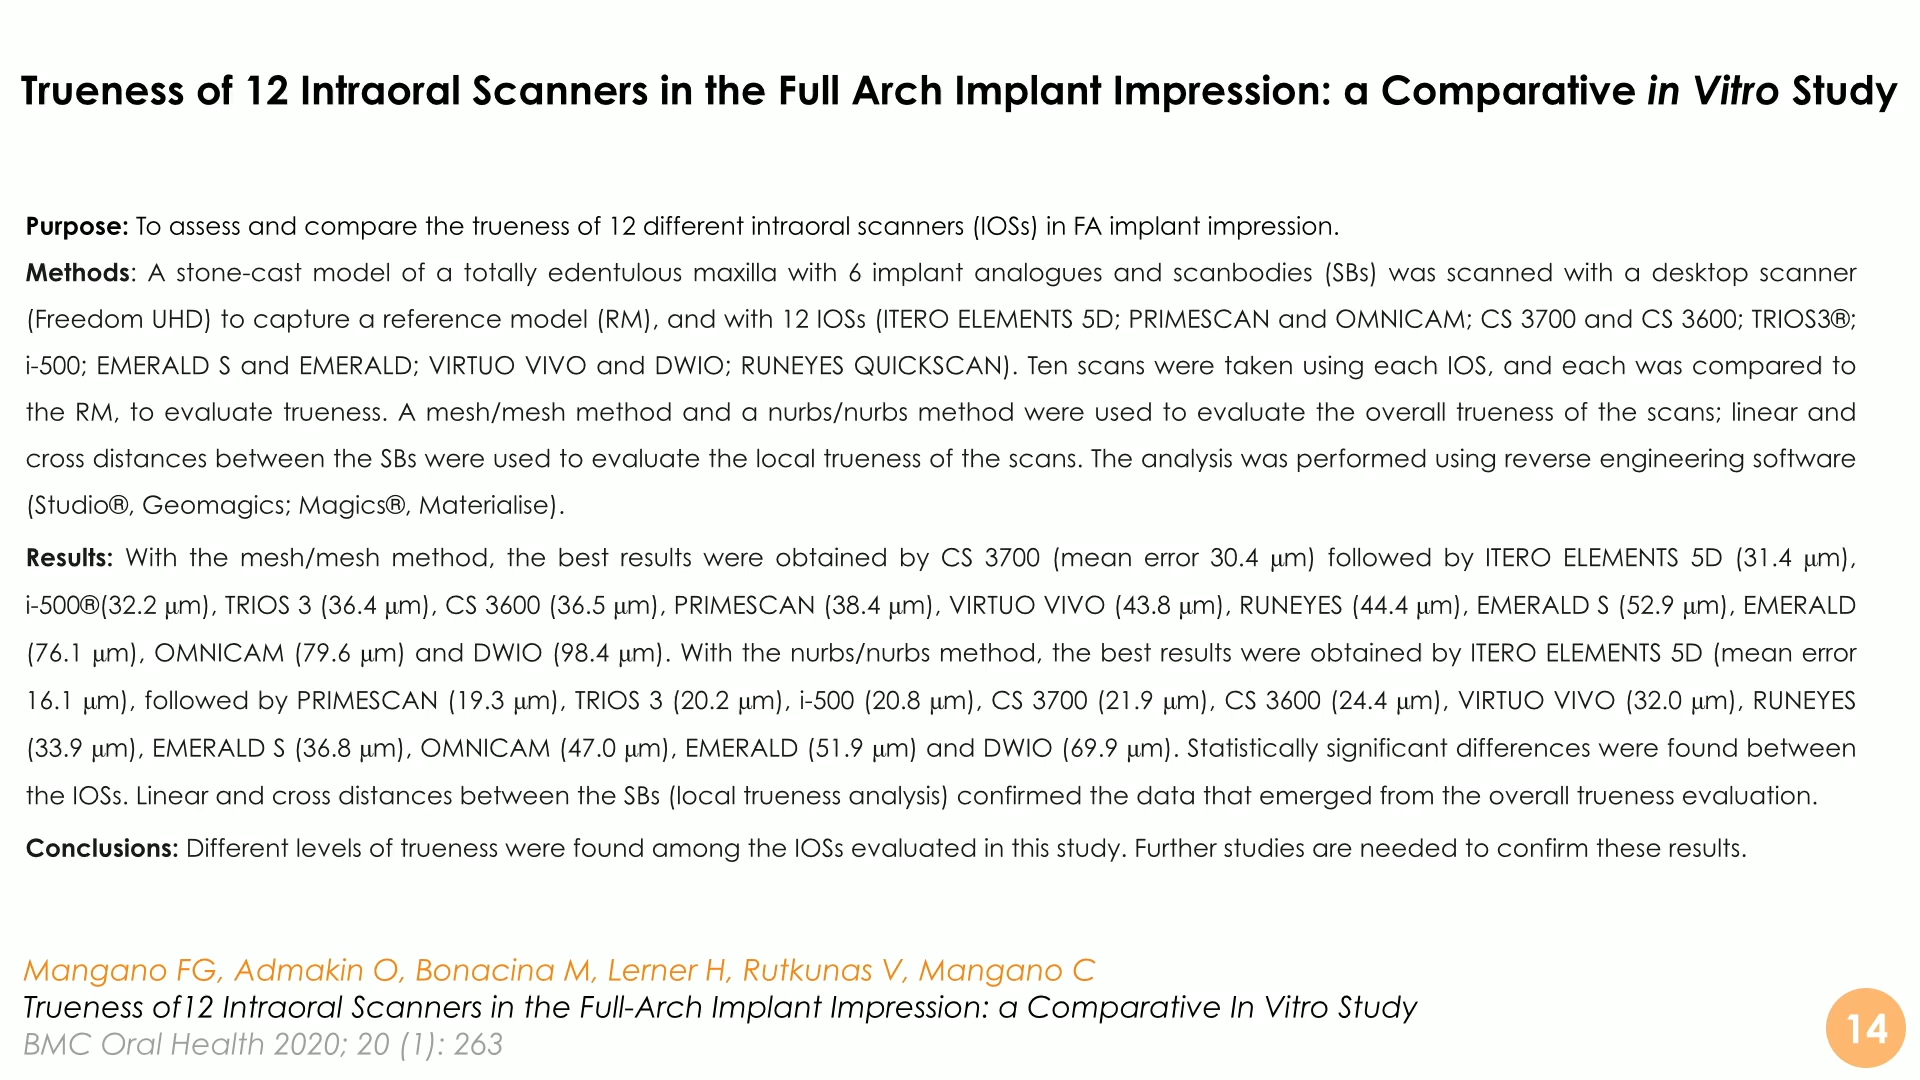 Trueness of 12 Intraoral Scanners in the Full Arch Implant Impression: a Comparative in Vitro Study
Purpose: To assess and compare the trueness of 12 different intraoral scanners (IOSs) in FA implant impression.
Methods: A stone-cast model of a totally edentulous maxilla with 6 implant analogues and scanbodies (SBs) was scanned with a desktop scanner
(Freedom UHD) to capture a reference model (RM), and with 12 IOSs (ITERO ELEMENTS 5D; PRIMESCAN and OMNICAM; CS 3700 and CS 3600; TRIOS3®;
i-500; EMERALD S and EMERALD; VIRTUO VIVO and DWIO; RUNEYES QUICKSCAN). Ten scans were taken using each IOS, and each was compared to
the RM, to evaluate trueness. A mesh/mesh method and a nurbs/nurbs method were used to evaluate the overall trueness of the scans; linear and
cross distances between the SBs were used to evaluate the local trueness of the scans. The analysis was performed using reverse engineering software
(Studio®, Geomagics; Magics®, Materialise).
Results: With the mesh/mesh method, the best results were obtained by CS 3700 (mean error 30.4 µm) followed by ITERO ELEMENTS 5D (31.4 µm),
i-500®(32.2 µm), TRIOS 3 (36.4 µm), CS 3600 (36.5 µm), PRIMESCAN (38.4 µm), VIRTUO VIVO (43.8 µm), RUNEYES (44.4 µm), EMERALD S (52.9 µm), EMERALD
(76.1 µm), OMNICAM (79.6 µm) and DWIO (98.4 µm). With the nurbs/nurbs method, the best results were obtained by ITERO ELEMENTS 5D (mean error
16.1 µm), followed by PRIMESCAN (19.3 µm), TRIOS 3 (20.2 µm), i-500 (20.8 µm), CS 3700 (21.9 µm), CS 3600 (24.4 µm), VIRTUO VIVO (32.0 µm), RUNEYES
(33.9 µm), EMERALD S (36.8 µm), OMNICAM (47.0 µm), EMERALD (51.9 µm) and DWIO (69.9 µm). Statistically significant differences were found between
the IOSs. Linear and cross distances between the SBs (local trueness analysis) confirmed the data that emerged from the overall trueness evaluation.
Conclusions: Different levels of trueness were found among the IOSs evaluated in this study. Further studies are needed to confirm these results.
Mangano FG, Admakin O, Bonacina M, Lerner H, Rutkunas V, Mangano C
Trueness of12 Intraoral Scanners in the Full-Arch Implant Impression: a Comparative In Vitro Study
BMC Oral Health 2020; 20 (1): 263
14